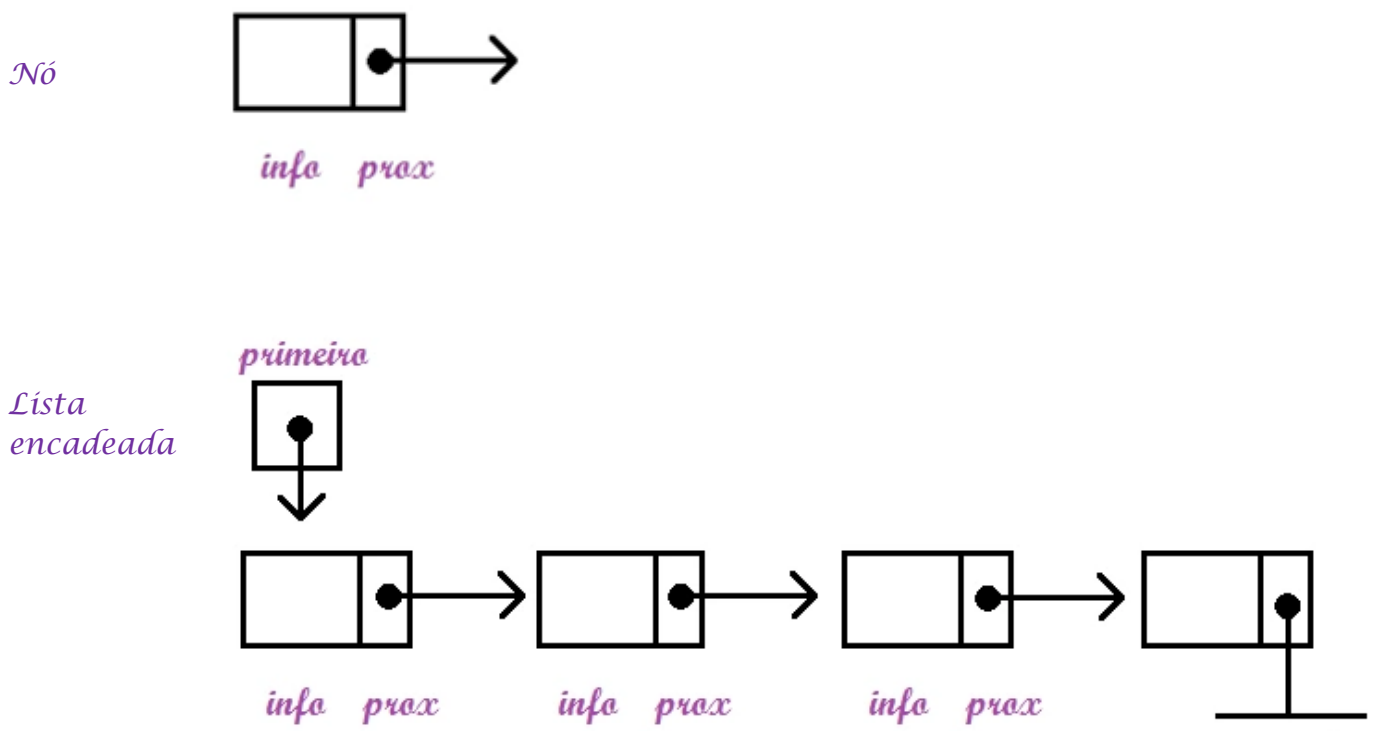 Nó
info prox
primeiro
Lista
encadeada
info prox info prox info prox